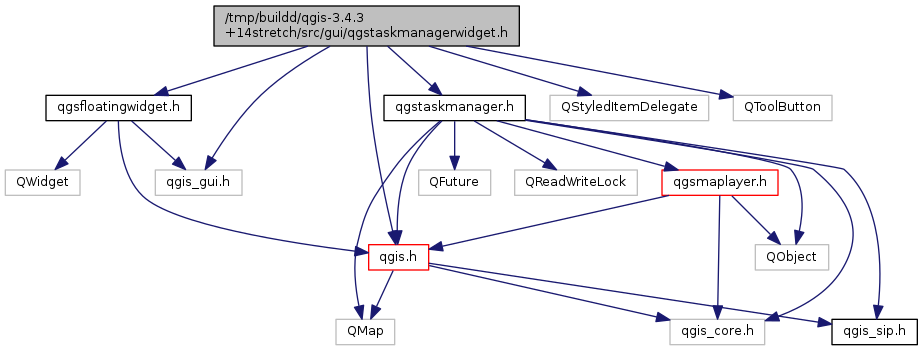 /tmp/buildd/qgis-3.4.3
+14stretch/src/gui/qgstaskmanagerwidget.h
qgsfloatingwidget.h
qgstaskmanager.h
QStyledItemDelegate
QToolButton
QWidget
qgis_gui.h
QFuture
QReadWriteLock
qgsmaplayer.h
qgis.h
QObject
QMap
qgis_core.h
qgis_sip.h